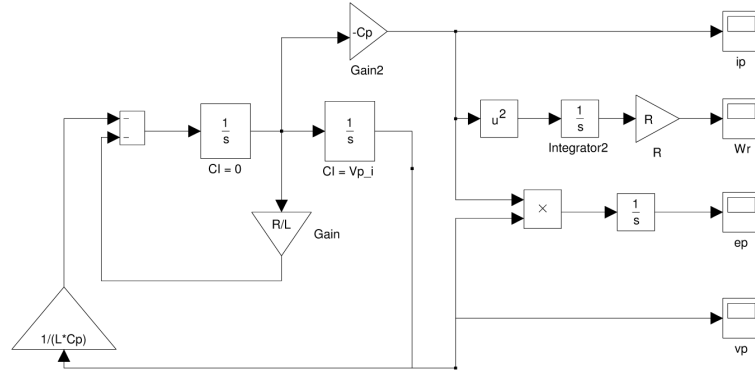 -Cp
Gain2
ip
−
−
1
s
CI = 0
1
s
CI = Vp_i
u²
1
s
Integrator2
R
R
Wr
R/L
Gain
×
1
s
ep
1/(L*Cp)
vp